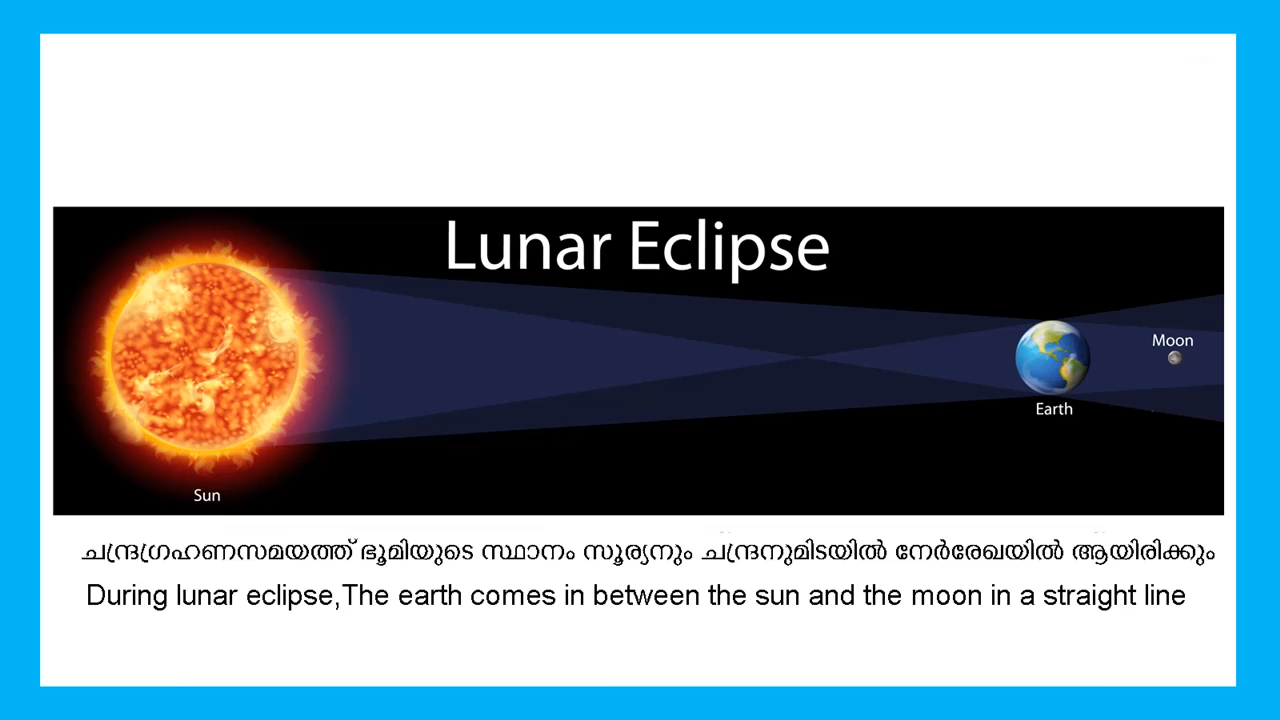 Lunar Eclipse
Moon
Earth
Sun
ചന്ദ്രഗ്രഹണസമയത്ത് ഭൂമിയുടെ സ്ഥാനം സൂര്യനും ചന്ദ്രനുമിടയിൽ നേർരേഖയിൽ ആയിരിക്കും
During lunar eclipse,The earth comes in between the sun and the moon in a straight line